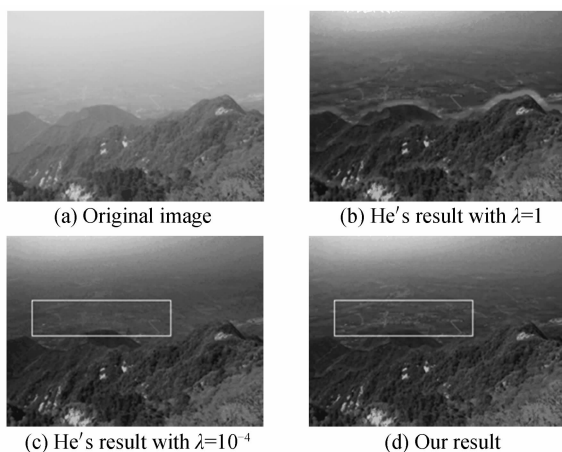 (a) Original image
(b) He′s result with λ=1
(c) He′s result with λ=10⁻⁴
(d) Our result